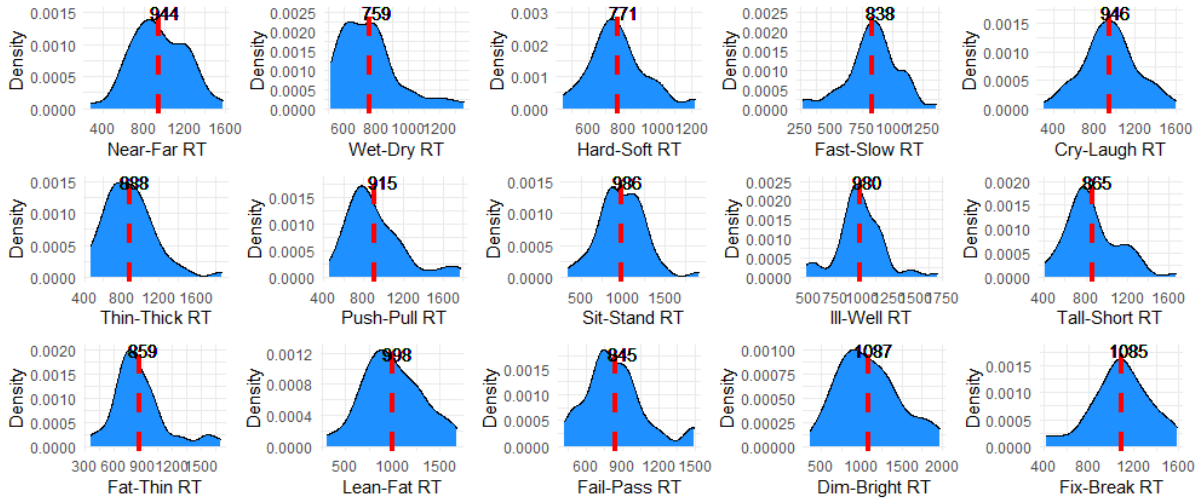 944
0.0015
0.0010
0.0005
0.0000
Density
400 800 1200 1600
Near-Far RT
759
0.0025
0.0020
0.0015
0.0010
0.0005
0.0000
Density
600 800 1000 1200
Wet-Dry RT
771
0.003
0.002
0.001
0.000
Density
600 800 1000 1200
Hard-Soft RT
838
0.0025
0.0020
0.0015
0.0010
0.0005
0.0000
Density
250 500 750 1000 1250
Fast-Slow RT
946
0.0015
0.0010
0.0005
0.0000
Density
400 800 1200 1600
Cry-Laugh RT
888
0.0015
0.0010
0.0005
0.0000
Density
400 800 1200 1600
Thin-Thick RT
915
0.0015
0.0010
0.0005
0.0000
Density
400 800 1200 1600
Push-Pull RT
986
0.0015
0.0010
0.0005
0.0000
Density
500 1000 1500
Sit-Stand RT
980
0.0025
0.0020
0.0015
0.0010
0.0005
0.0000
Density
500 750 1000 1250 1500 1750
Ill-Well RT
865
0.0020
0.0015
0.0010
0.0005
0.0000
Density
400 800 1200 1600
Tall-Short RT
859
0.0020
0.0015
0.0010
0.0005
0.0000
Density
300 600 900 1200 1500
Fat-Thin RT
998
0.0012
0.0008
0.0004
0.0000
Density
500 1000 1500
Lean-Fat RT
845
0.0015
0.0010
0.0005
0.0000
Density
600 900 1200 1500
Fail-Pass RT
1087
0.00100
0.00075
0.00050
0.00025
0.00000
Density
500 1000 1500 2000
Dim-Bright RT
1085
0.0015
0.0010
0.0005
0.0000
Density
400 800 1200 1600
Fix-Break RT